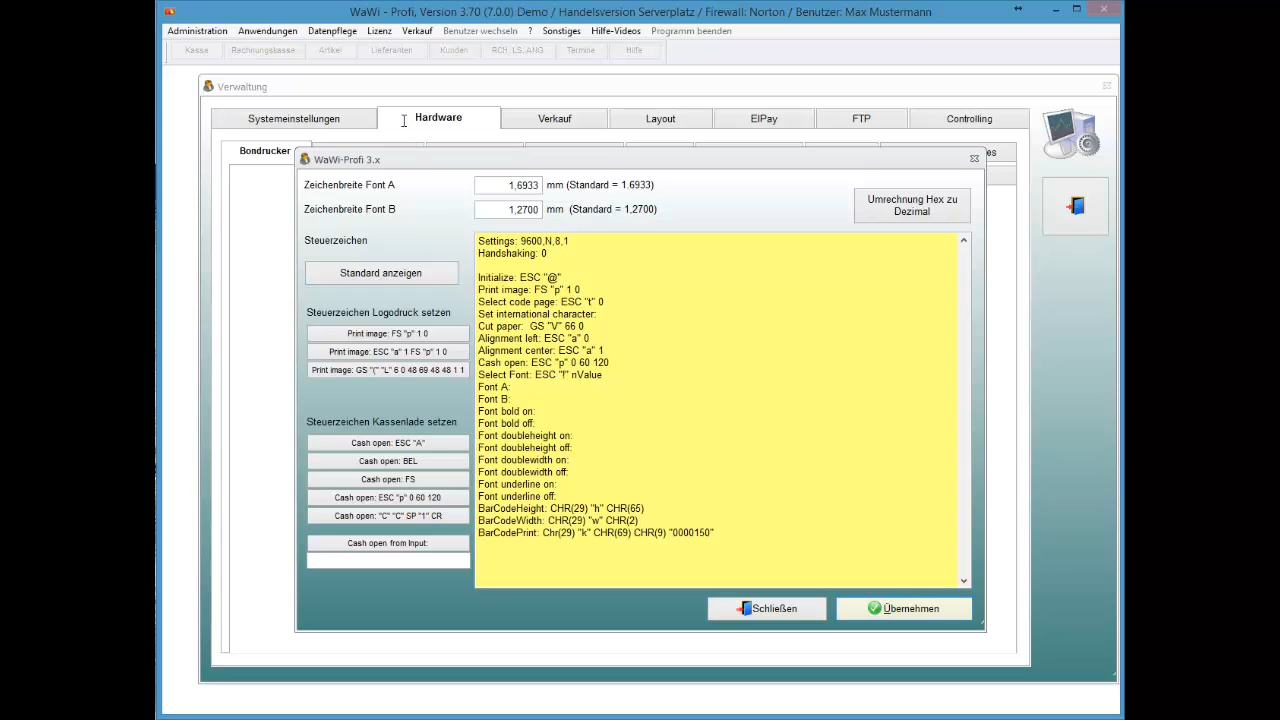 WaWi - Profi, Version 3.70 (7.0.0) Demo / Handelsversion Serverplatz / Firewall: Norton / Benutzer: Max Mustermann
Administration Anwendungen Datenpflege Lizenz Verkauf Benutzer wechseln ? Sonstiges Hilfe-Videos Programm beenden
Kasse Rechnungskasse Artikel Lieferanten Kunden RCH_LS_ANG Termine Hilfe
Verwaltung
Systemeinstellungen Hardware Verkauf Layout ElPay FTP Controlling
Bondrucker
WaWi-Profi 3.x
Zeichenbreite Font A 1,6933 mm (Standard = 1.6933)
Zeichenbreite Font B 1,2700 mm (Standard = 1,2700)
Umrechnung Hex zu
Dezimal
Steuerzeichen
Standard anzeigen
Steuerzeichen Logodruck setzen
Print image: FS "p" 1 0
Print image: ESC "a" 1 FS "p" 1 0
Print image: GS "(" "L" 6 0 48 69 48 48 1 1
Steuerzeichen Kassenlade setzen
Cash open: ESC "A"
Cash open: BEL
Cash open: FS
Cash open: ESC "p" 0 60 120
Cash open: "C" "C" SP "1" CR
Cash open from Input:
Settings: 9600,N,8,1
Handshaking: 0
Initialize: ESC "@"
Print image: FS "p" 1 0
Select code page: ESC "t" 0
Set international character:
Cut paper: GS "V" 66 0
Alignment left: ESC "a" 0
Alignment center: ESC "a" 1
Cash open: ESC "p" 0 60 120
Select Font: ESC "!" nValue
Font A:
Font B:
Font bold on:
Font bold off:
Font doubleheight on:
Font doubleheight off:
Font doublewidth on:
Font doublewidth off:
Font underline on:
Font underline off:
BarCodeHeight: CHR(29) "h" CHR(65)
BarCodeWidth: CHR(29) "w" CHR(2)
BarCodePrint: Chr(29) "k" CHR(69) CHR(9) "0000150"
Schließen Übernehmen